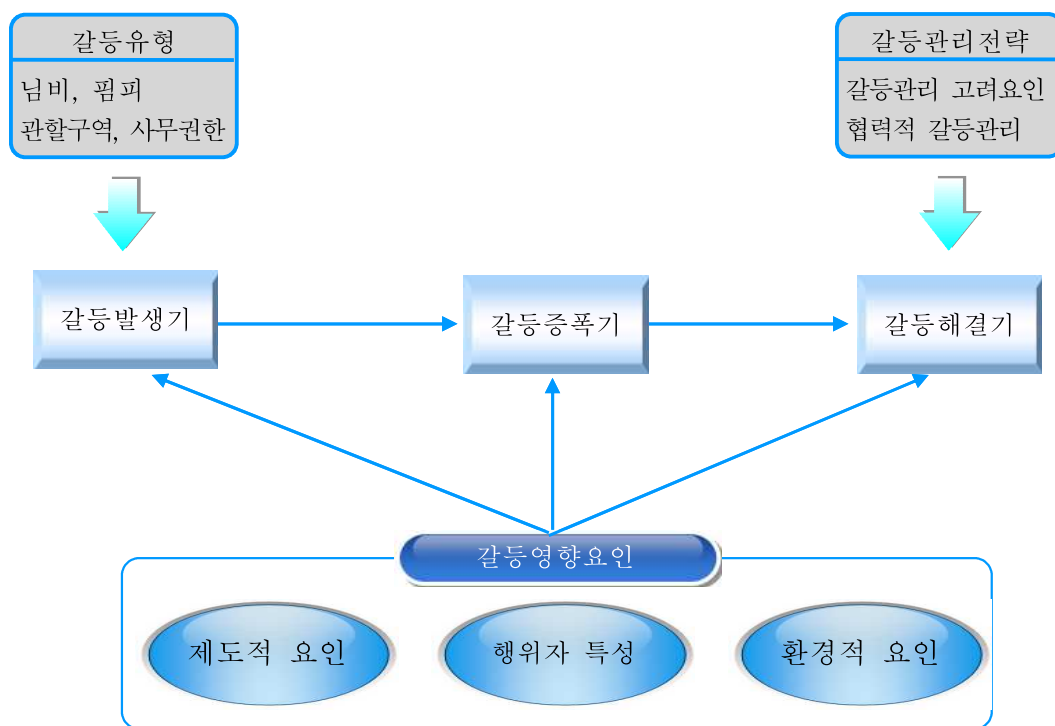 갈등유형
님비, 핌피
관할구역, 사무권한
갈등관리전략
갈등관리 고려요인
협력적 갈등관리
갈등발생기
갈등증폭기
갈등해결기
갈등영향요인
제도적 요인
행위자 특성
환경적 요인